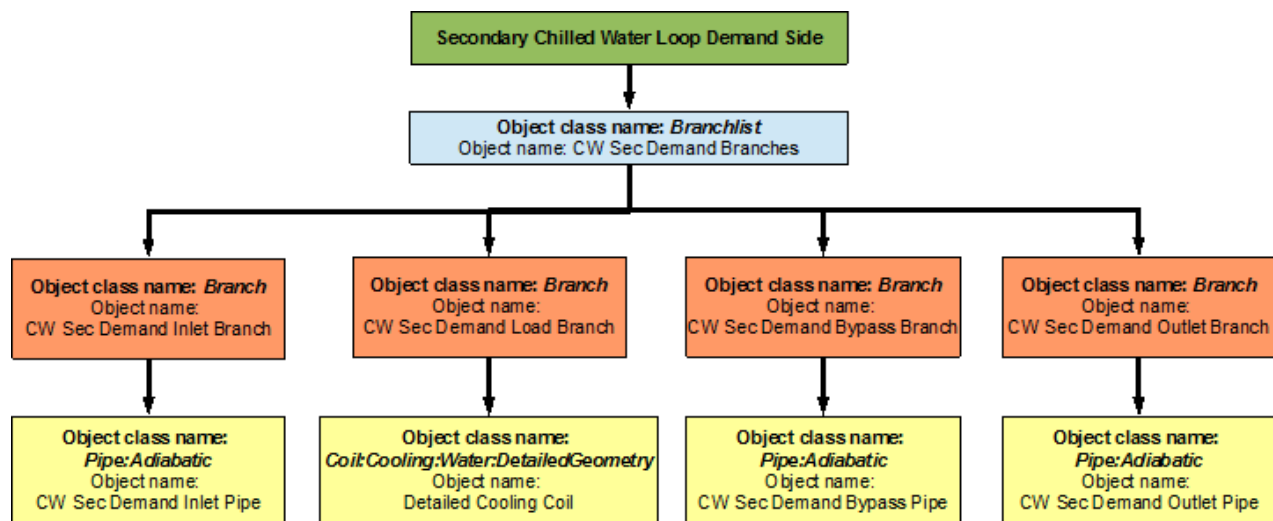 Secondary Chilled Water Loop Demand Side
Object class name: Branchlist
Object name: CW Sec Demand Branches
Object class name: Branch
Object name:
CW Sec Demand Inlet Branch
Object class name: Branch
Object name:
CW Sec Demand Load Branch
Object class name: Branch
Object name:
CW Sec Demand Bypass Branch
Object class name: Branch
Object name:
CW Sec Demand Outlet Branch
Object class name:
Pipe:Adiabatic
Object name:
CW Sec Demand Inlet Pipe
Object class name:
Coil:Cooling:Water:DetailedGeometry
Object name:
Detailed Cooling Coil
Object class name:
Pipe:Adiabatic
Object name:
CW Sec Demand Bypass Pipe
Object class name:
Pipe:Adiabatic
Object name:
CW Sec Demand Outlet Pipe